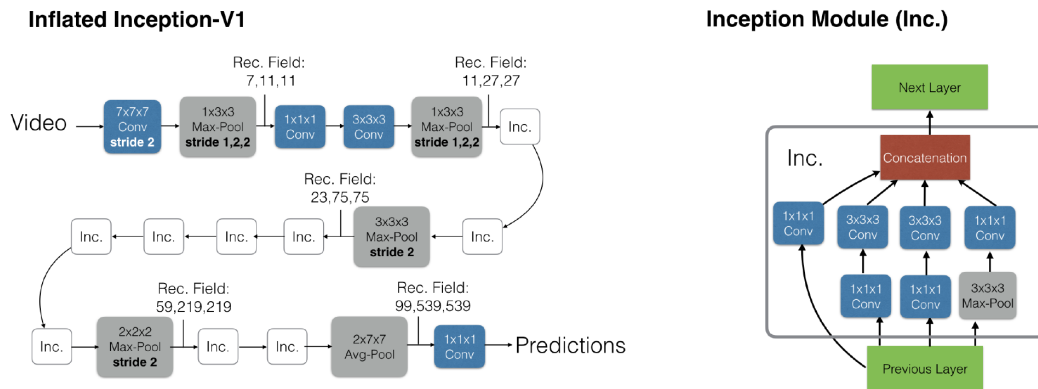 Inflated Inception-V1
Rec. Field:
7,11,11
Rec. Field:
11,27,27
Video
7x7x7
Conv
stride 2
1x3x3
Max-Pool
stride 1,2,2
1x1x1
Conv
3x3x3
Conv
1x3x3
Max-Pool
stride 1,2,2
Inc.
Rec. Field:
23,75,75
Inc.
Inc.
Inc.
Inc.
3x3x3
Max-Pool
stride 2
Inc.
Rec. Field:
59,219,219
Rec. Field:
99,539,539
Inc.
2x2x2
Max-Pool
stride 2
Inc.
Inc.
2x7x7
Avg-Pool
1x1x1
Conv
Predictions
Inception Module (Inc.)
Next Layer
Inc.
Concatenation
1x1x1
Conv
3x3x3
Conv
3x3x3
Conv
1x1x1
Conv
1x1x1
Conv
1x1x1
Conv
3x3x3
Max-Pool
Previous Layer